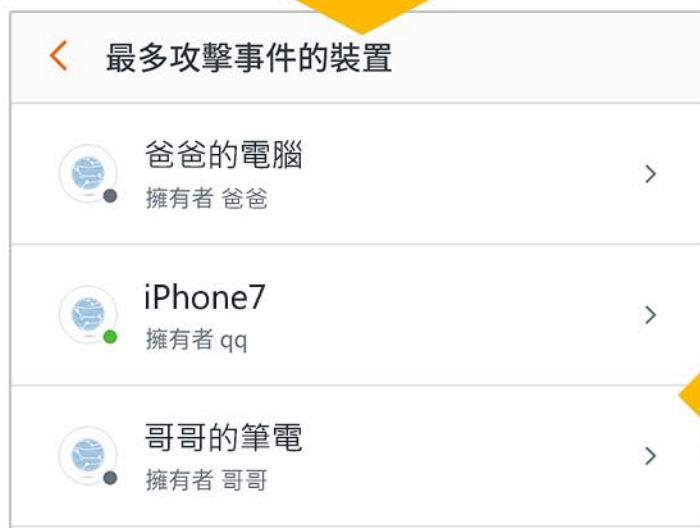 最多攻擊事件的裝置
爸爸的電腦
擁有者 爸爸
iPhone7
擁有者 qq
哥哥的筆電
擁有者 哥哥